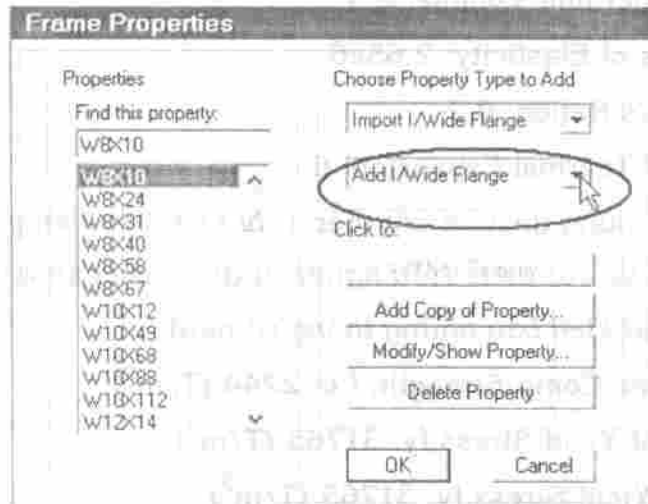 Frame Properties
Properties
Find this property:
W8X10
W8X10
W8X24
W8X31
W8X40
W8X58
W8X67
W10X12
W10X49
W10X68
W10X88
W10X112
W12X14
Choose Property Type to Add
Import I/Wide Flange
Add I/Wide Flange
Click to:
Add Copy of Property...
Modify/Show Property...
Delete Property
OK
Cancel